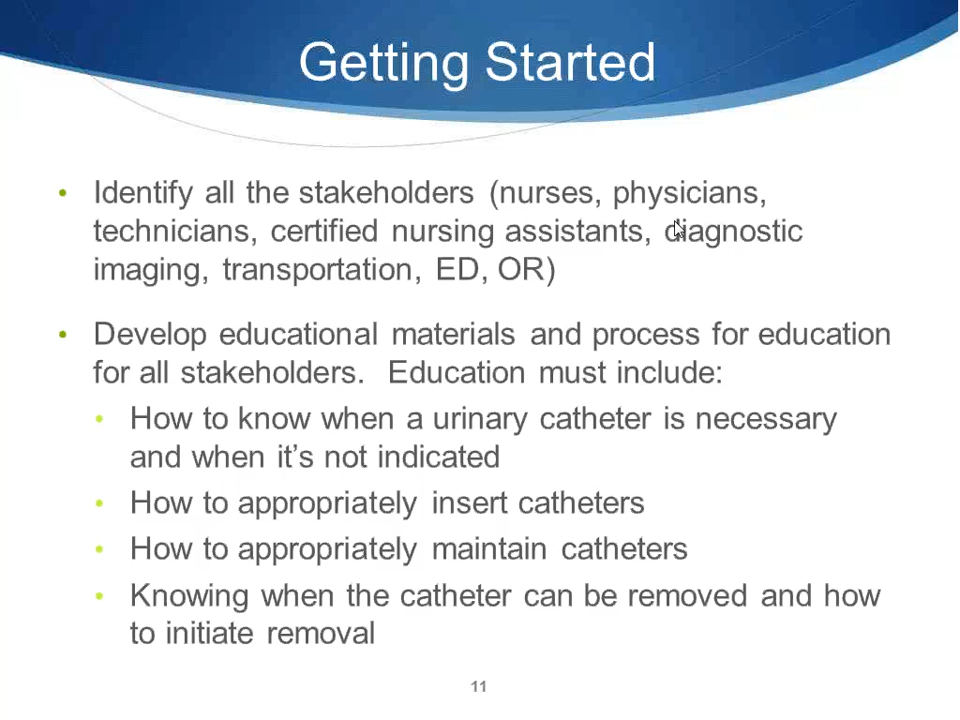 Getting Started
• Identify all the stakeholders (nurses, physicians,
technicians, certified nursing assistants, diagnostic
imaging, transportation, ED, OR)
• Develop educational materials and process for education
for all stakeholders. Education must include:
• How to know when a urinary catheter is necessary
and when it’s not indicated
• How to appropriately insert catheters
• How to appropriately maintain catheters
• Knowing when the catheter can be removed and how
to initiate removal
11